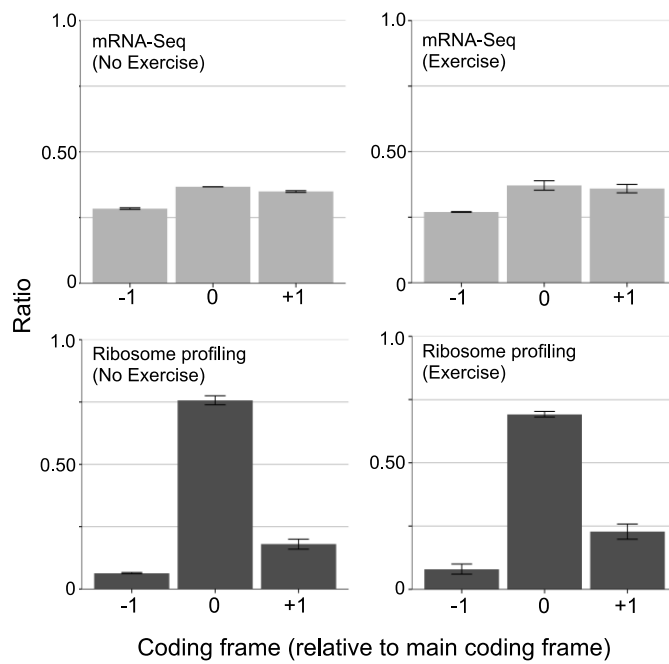 1.0
mRNA-Seq
(No Exercise)
0.50
0
-1
0
+1
1.0
mRNA-Seq
(Exercise)
0.50
0
-1
0
+1
Ratio
1.0
Ribosome profiling
(No Exercise)
0.50
0
-1
0
+1
1.0
Ribosome profiling
(Exercise)
0.50
0
-1
0
+1
Coding frame (relative to main coding frame)